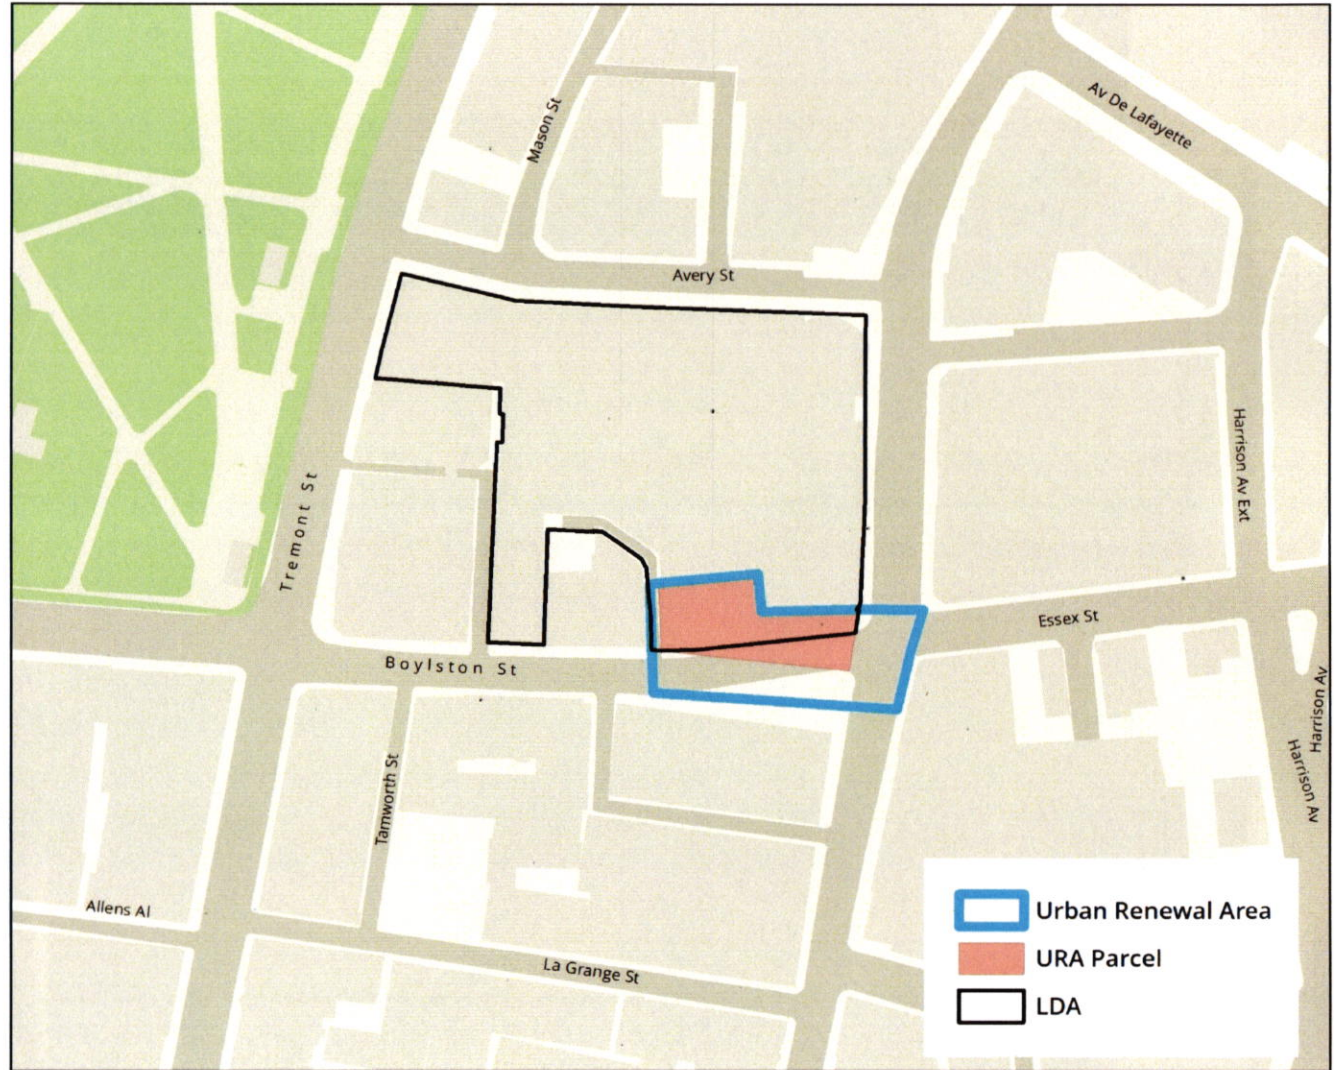 Av De Lafayette
Mason St
Avery St
Harrison Av Ext
Tremont St
Essex St
Boylston St
Harrison Av
Harrison Av
Tamworth St
Allens Al
La Grange St
Urban Renewal Area
URA Parcel
LDA